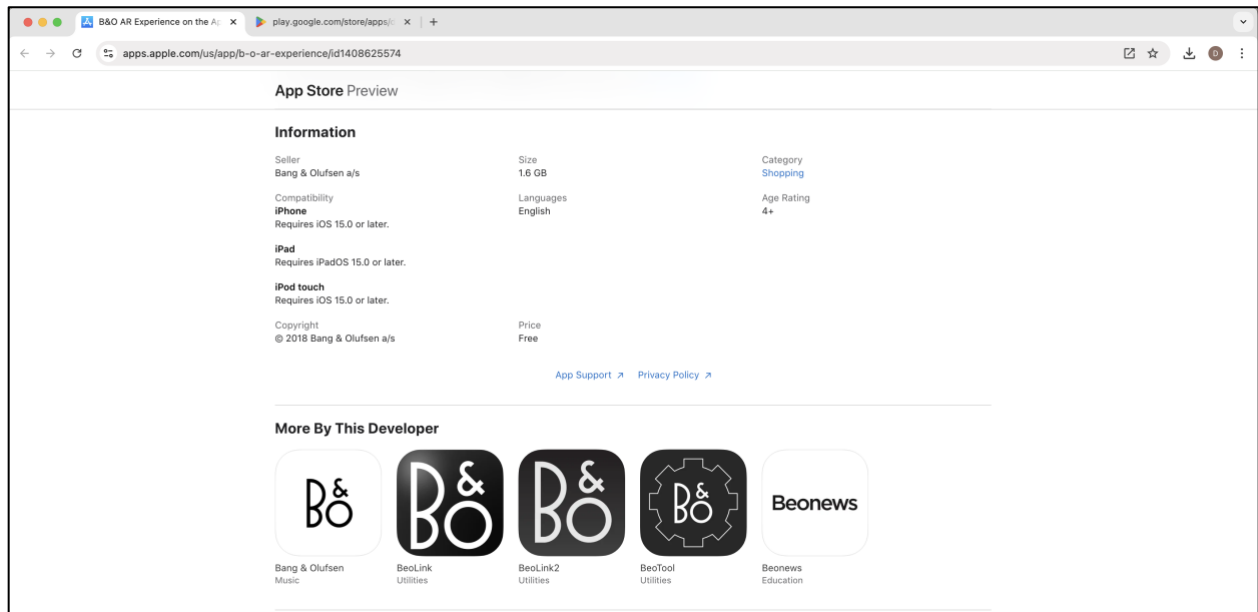 B&O AR Experience on the Ap
play.google.com/store/apps/d
apps.apple.com/us/app/b-o-ar-experience/id1408625574
D
App Store Preview
Information
Seller
Bang & Olufsen a/s
Size
1.6 GB
Category
Shopping
Compatibility
iPhone
Requires iOS 15.0 or later.
Languages
English
Age Rating
4+
iPad
Requires iPadOS 15.0 or later.
iPod touch
Requires iOS 15.0 or later.
Copyright
© 2018 Bang & Olufsen a/s
Price
Free
App Support ↗ Privacy Policy ↗
More By This Developer
B&O
B&O
B&O
B&O
Beonews
Bang & Olufsen
Music
BeoLink
Utilities
BeoLink2
Utilities
BeoTool
Utilities
Beonews
Education